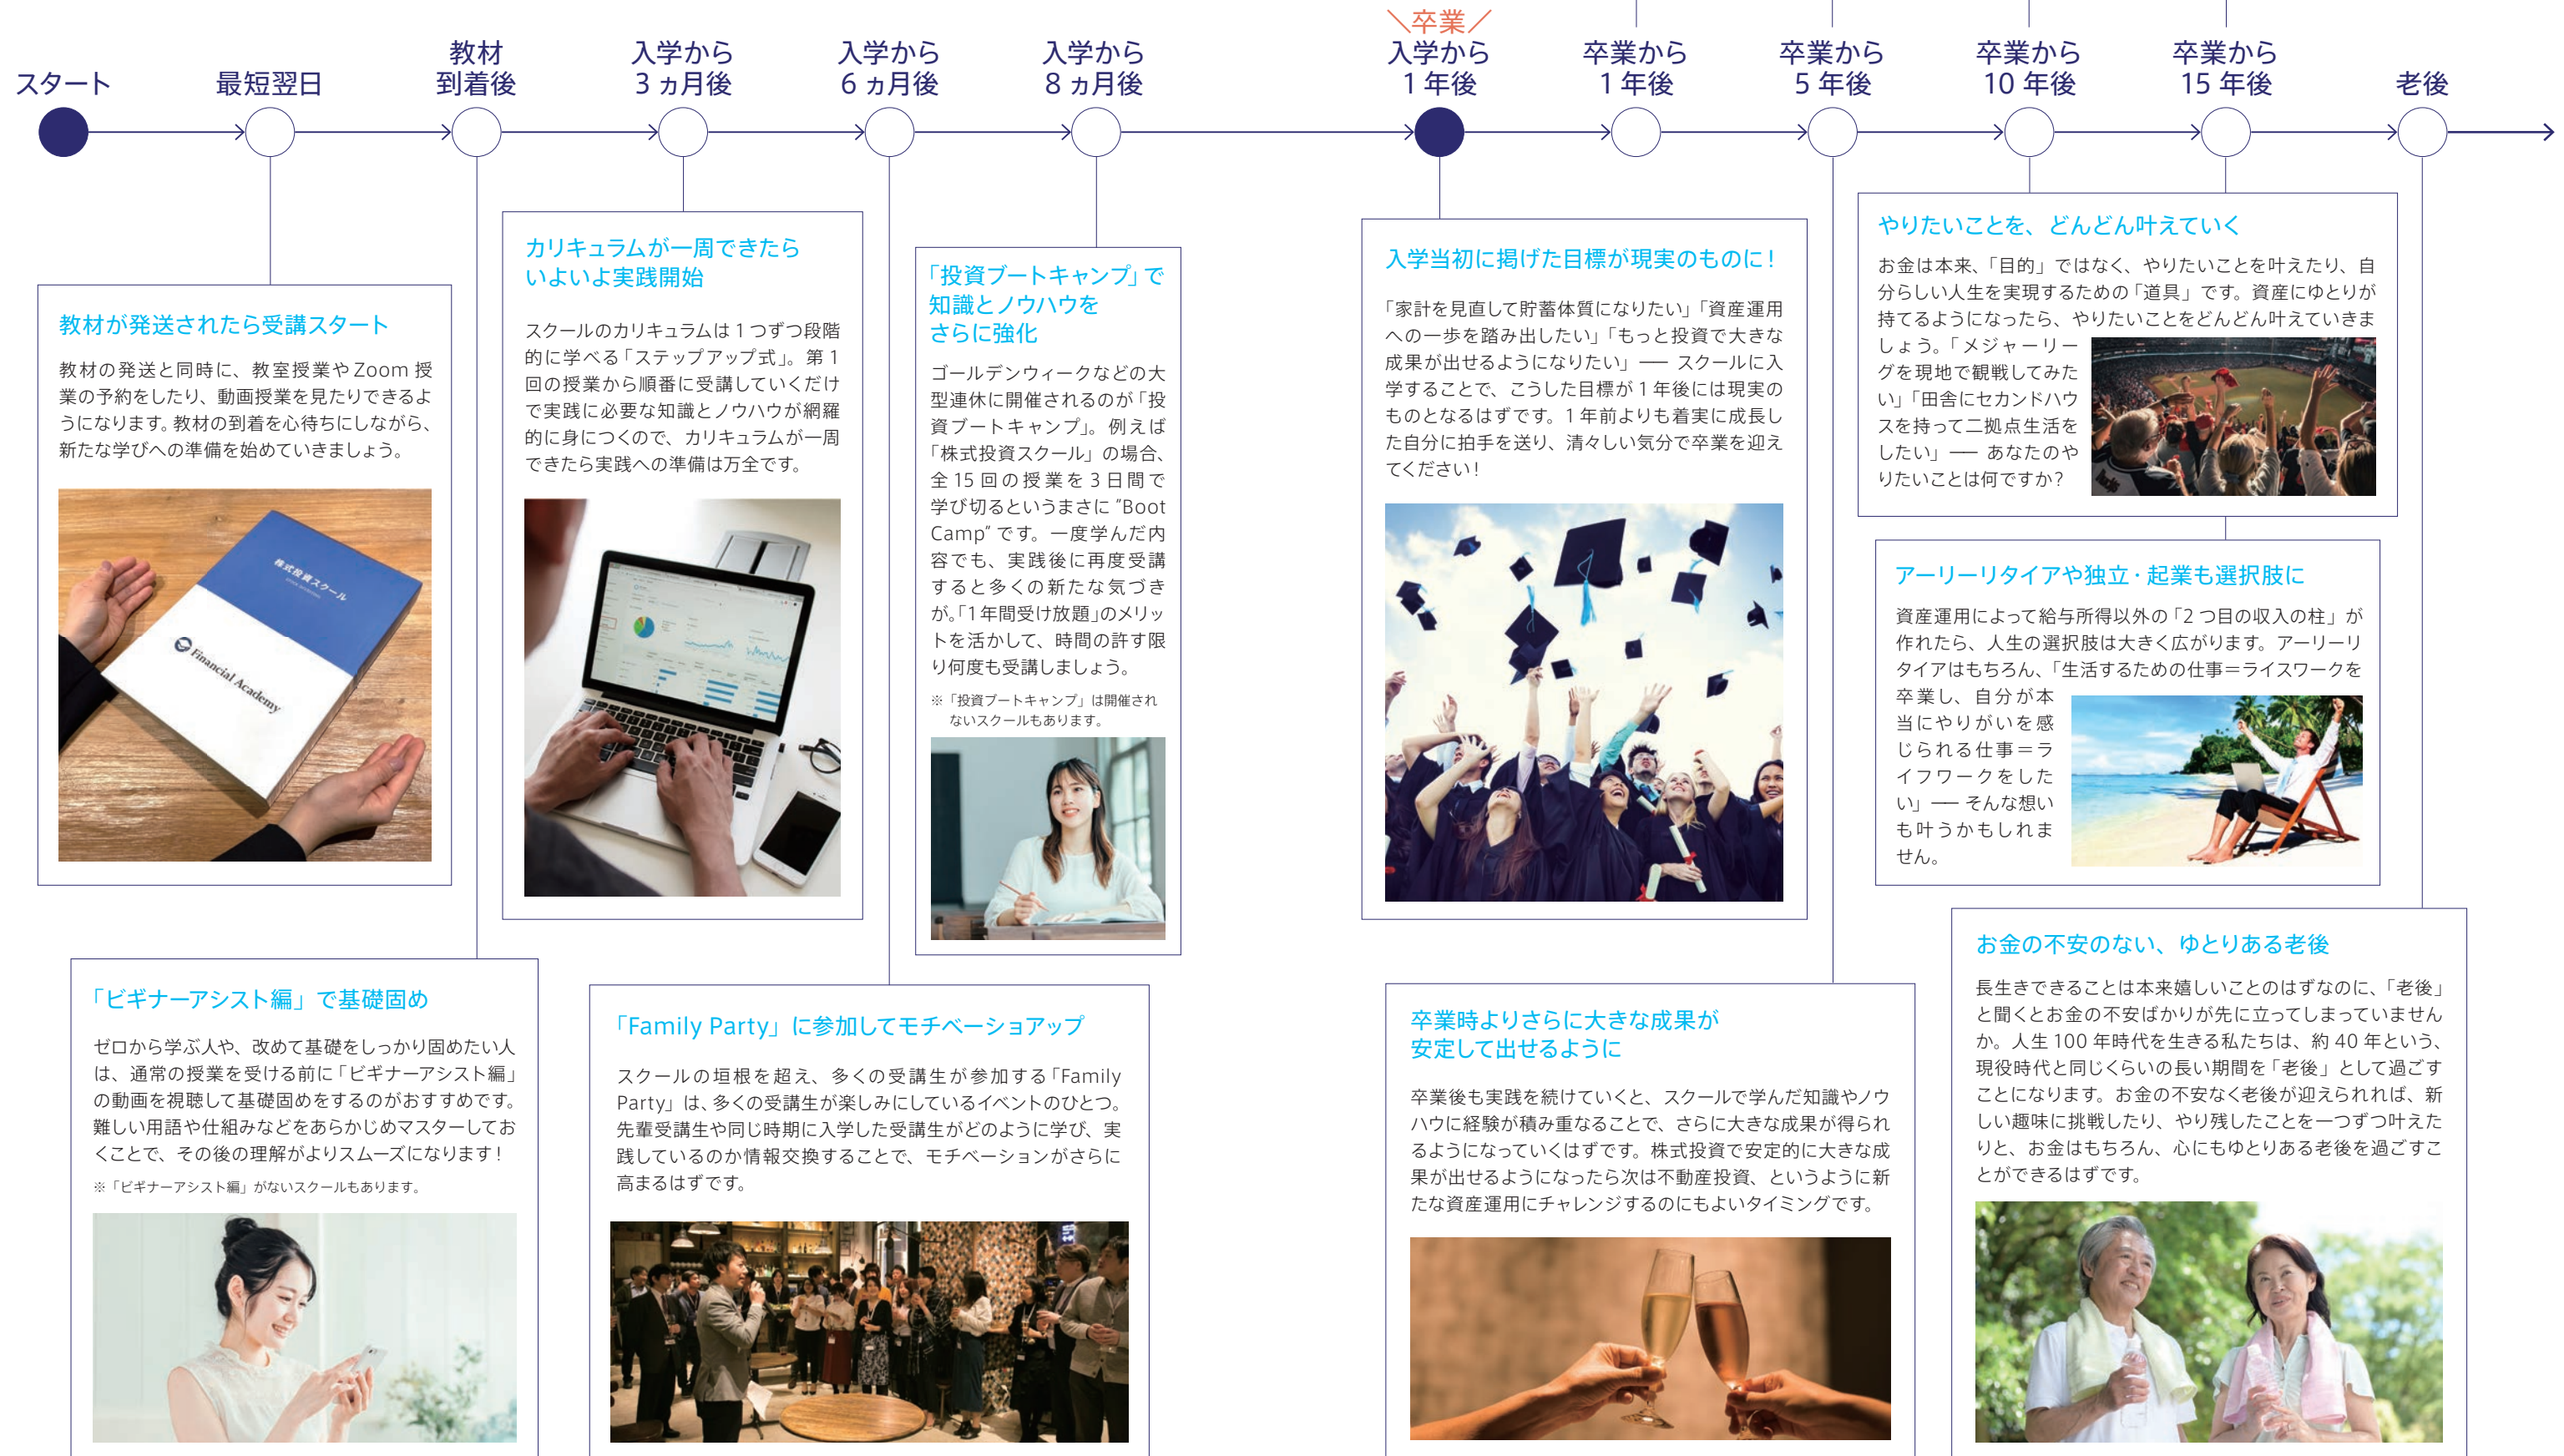 スタート
最短翌日
教材
到着後
入学から
3 ヵ月後
入学から
6 ヵ月後
入学から
8 ヵ月後
＼卒業／
入学から
1 年後
卒業から
1 年後
卒業から
5 年後
卒業から
10 年後
卒業から
15 年後
老後
教材が発送されたら受講スタート
教材の発送と同時に、教室授業や Zoom 授
業の予約をしたり、動画授業を見たりできるよ
うになります。教材の到着を心待ちにしながら、
新たな学びへの準備を始めていきましょう。
株式投資スクール
Financial Academy
「ビギナーアシスト編」で基礎固め
ゼロから学ぶ人や、改めて基礎をしっかり固めたい人
は、通常の授業を受ける前に「ビギナーアシスト編」
の動画を視聴して基礎固めをするのがおすすめです。
難しい用語や仕組みなどをあらかじめマスターしてお
くことで、その後の理解がよりスムーズになります！
※「ビギナーアシスト編」がないスクールもあります。
カリキュラムが一周できたら
いよいよ実践開始
スクールのカリキュラムは 1 つずつ段階
的に学べる「ステップアップ式」。第 1
回の授業から順番に受講していくだけ
で実践に必要な知識とノウハウが網羅
的に身につくので、カリキュラムが一周
できたら実践への準備は万全です。
「Family Party」に参加してモチベーショアップ
スクールの垣根を超え、多くの受講生が参加する「Family
Party」は、多くの受講生が楽しみにしているイベントのひとつ。
先輩受講生や同じ時期に入学した受講生がどのように学び、実
践しているのか情報交換することで、モチベーションがさらに
高まるはずです。
「投資ブートキャンプ」で
知識とノウハウを
さらに強化
ゴールデンウィークなどの大
型連休に開催されるのが「投
資ブートキャンプ」。例えば
「株式投資スクール」の場合、
全 15 回の授業を 3 日間で
学び切るというまさに “Boot
Camp” です。一度学んだ内
容でも、実践後に再度受講
すると多くの新たな気づき
が。「1 年間受け放題」のメリッ
トを活かして、時間の許す限
り何度も受講しましょう。
※「投資ブートキャンプ」は開催され
ないスクールもあります。
入学当初に掲げた目標が現実のものに！
「家計を見直して貯蓄体質になりたい」「資産運用
への一歩を踏み出したい」「もっと投資で大きな
成果が出せるようになりたい」── スクールに入
学することで、こうした目標が 1 年後には現実の
ものとなるはずです。1 年前よりも着実に成長し
た自分に拍手を送り、清々しい気分で卒業を迎え
てください！
卒業時よりさらに大きな成果が
安定して出せるように
卒業後も実践を続けていくと、スクールで学んだ知識やノウ
ハウに経験が積み重なることで、さらに大きな成果が得られ
るようになっていくはずです。株式投資で安定的に大きな成
果が出せるようになったら次は不動産投資、というように新
たな資産運用にチャレンジするのにもよいタイミングです。
やりたいことを、どんどん叶えていく
お金は本来、「目的」ではなく、やりたいことを叶えたり、自
分らしい人生を実現するための「道具」です。資産にゆとりが
持てるようになったら、やりたいことをどんどん叶えていきま
しょう。「メジャーリー
グを現地で観戦してみた
い」「田舎にセカンドハウ
スを持って二拠点生活を
したい」── あなたのや
りたいことは何ですか？
アーリーリタイアや独立・起業も選択肢に
資産運用によって給与所得以外の「2 つ目の収入の柱」が
作れたら、人生の選択肢は大きく広がります。アーリーリ
タイアはもちろん、「生活するための仕事＝ライスワークを
卒業し、自分が本
当にやりがいを感
じられる仕事＝ラ
イフワークをした
い」── そんな想い
も叶うかもしれま
せん。
お金の不安のない、ゆとりある老後
長生きできることは本来嬉しいことのはずなのに、「老後」
と聞くとお金の不安ばかりが先に立ってしまっていません
か。人生 100 年時代を生きる私たちは、約 40 年という、
現役時代と同じくらいの長い期間を「老後」として過ごす
ことになります。お金の不安なく老後が迎えられれば、新
しい趣味に挑戦したり、やり残したことを一つずつ叶えた
りと、お金はもちろん、心にもゆとりある老後を過ごすこ
とができるはずです。